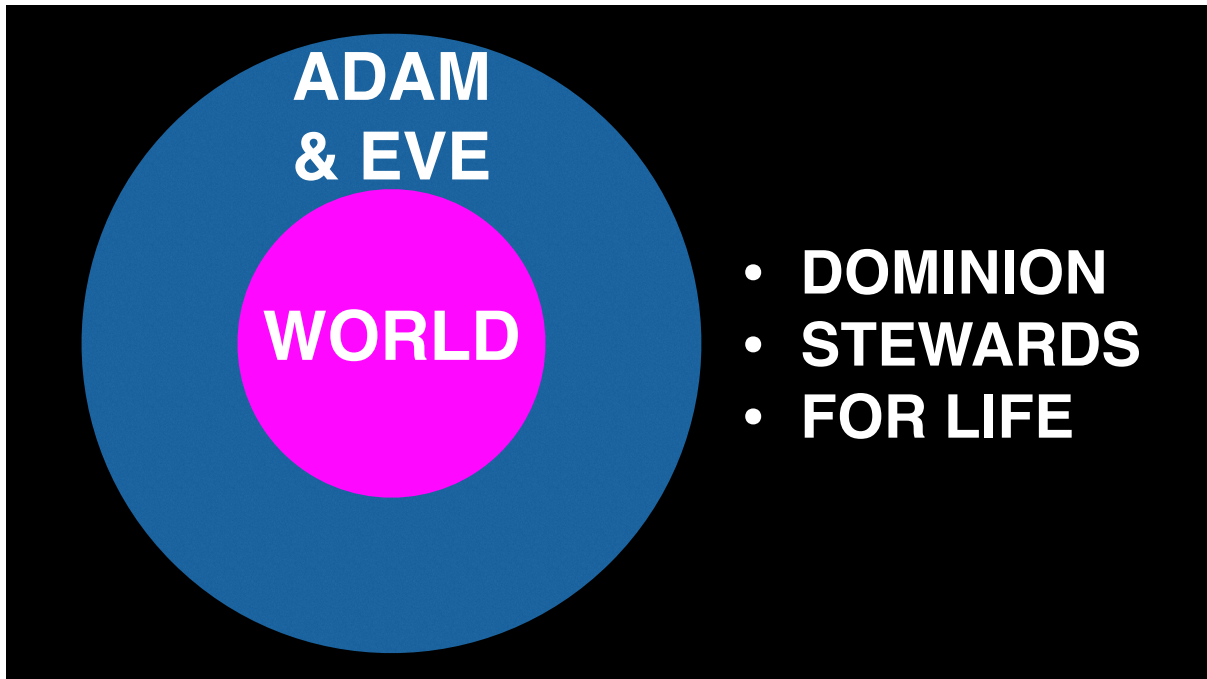 ADAM
& EVE
WORLD
• DOMINION
• STEWARDS
• FOR LIFE